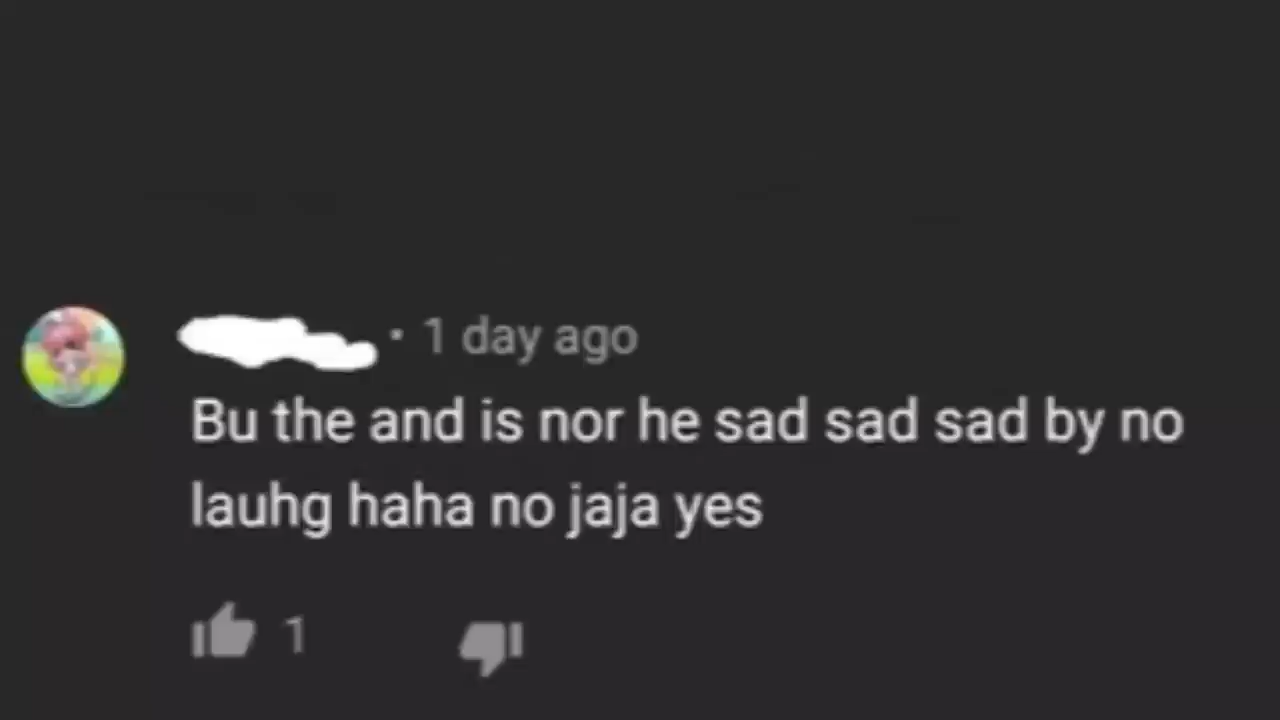 · 1 day ago
Bu the and is nor he sad sad sad by no
lauhg haha no jaja yes
1